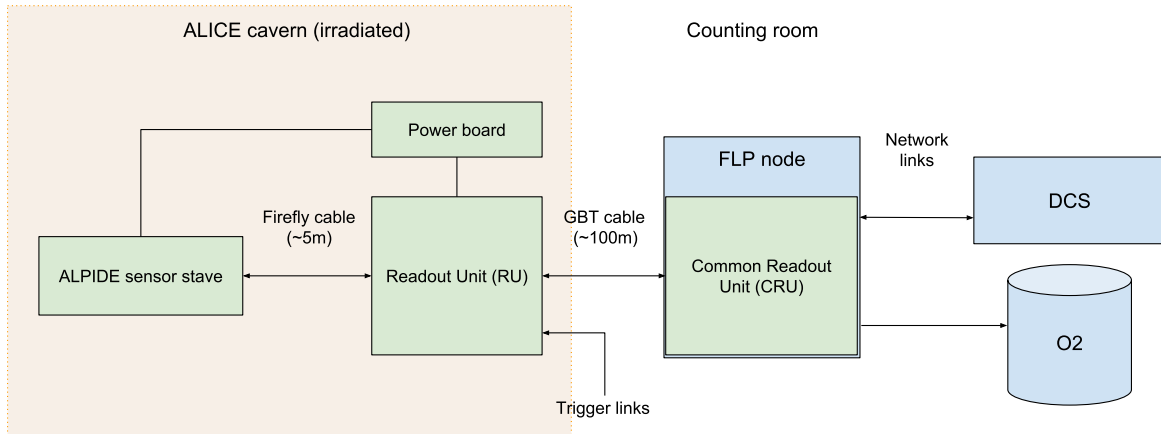 ALICE cavern (irradiated)
Counting room
Power board
Network
links
FLP node
DCS
Firefly cable
(~5m)
GBT cable
(~100m)
ALPIDE sensor stave
Readout Unit (RU)
Common Readout
Unit (CRU)
O2
Trigger links